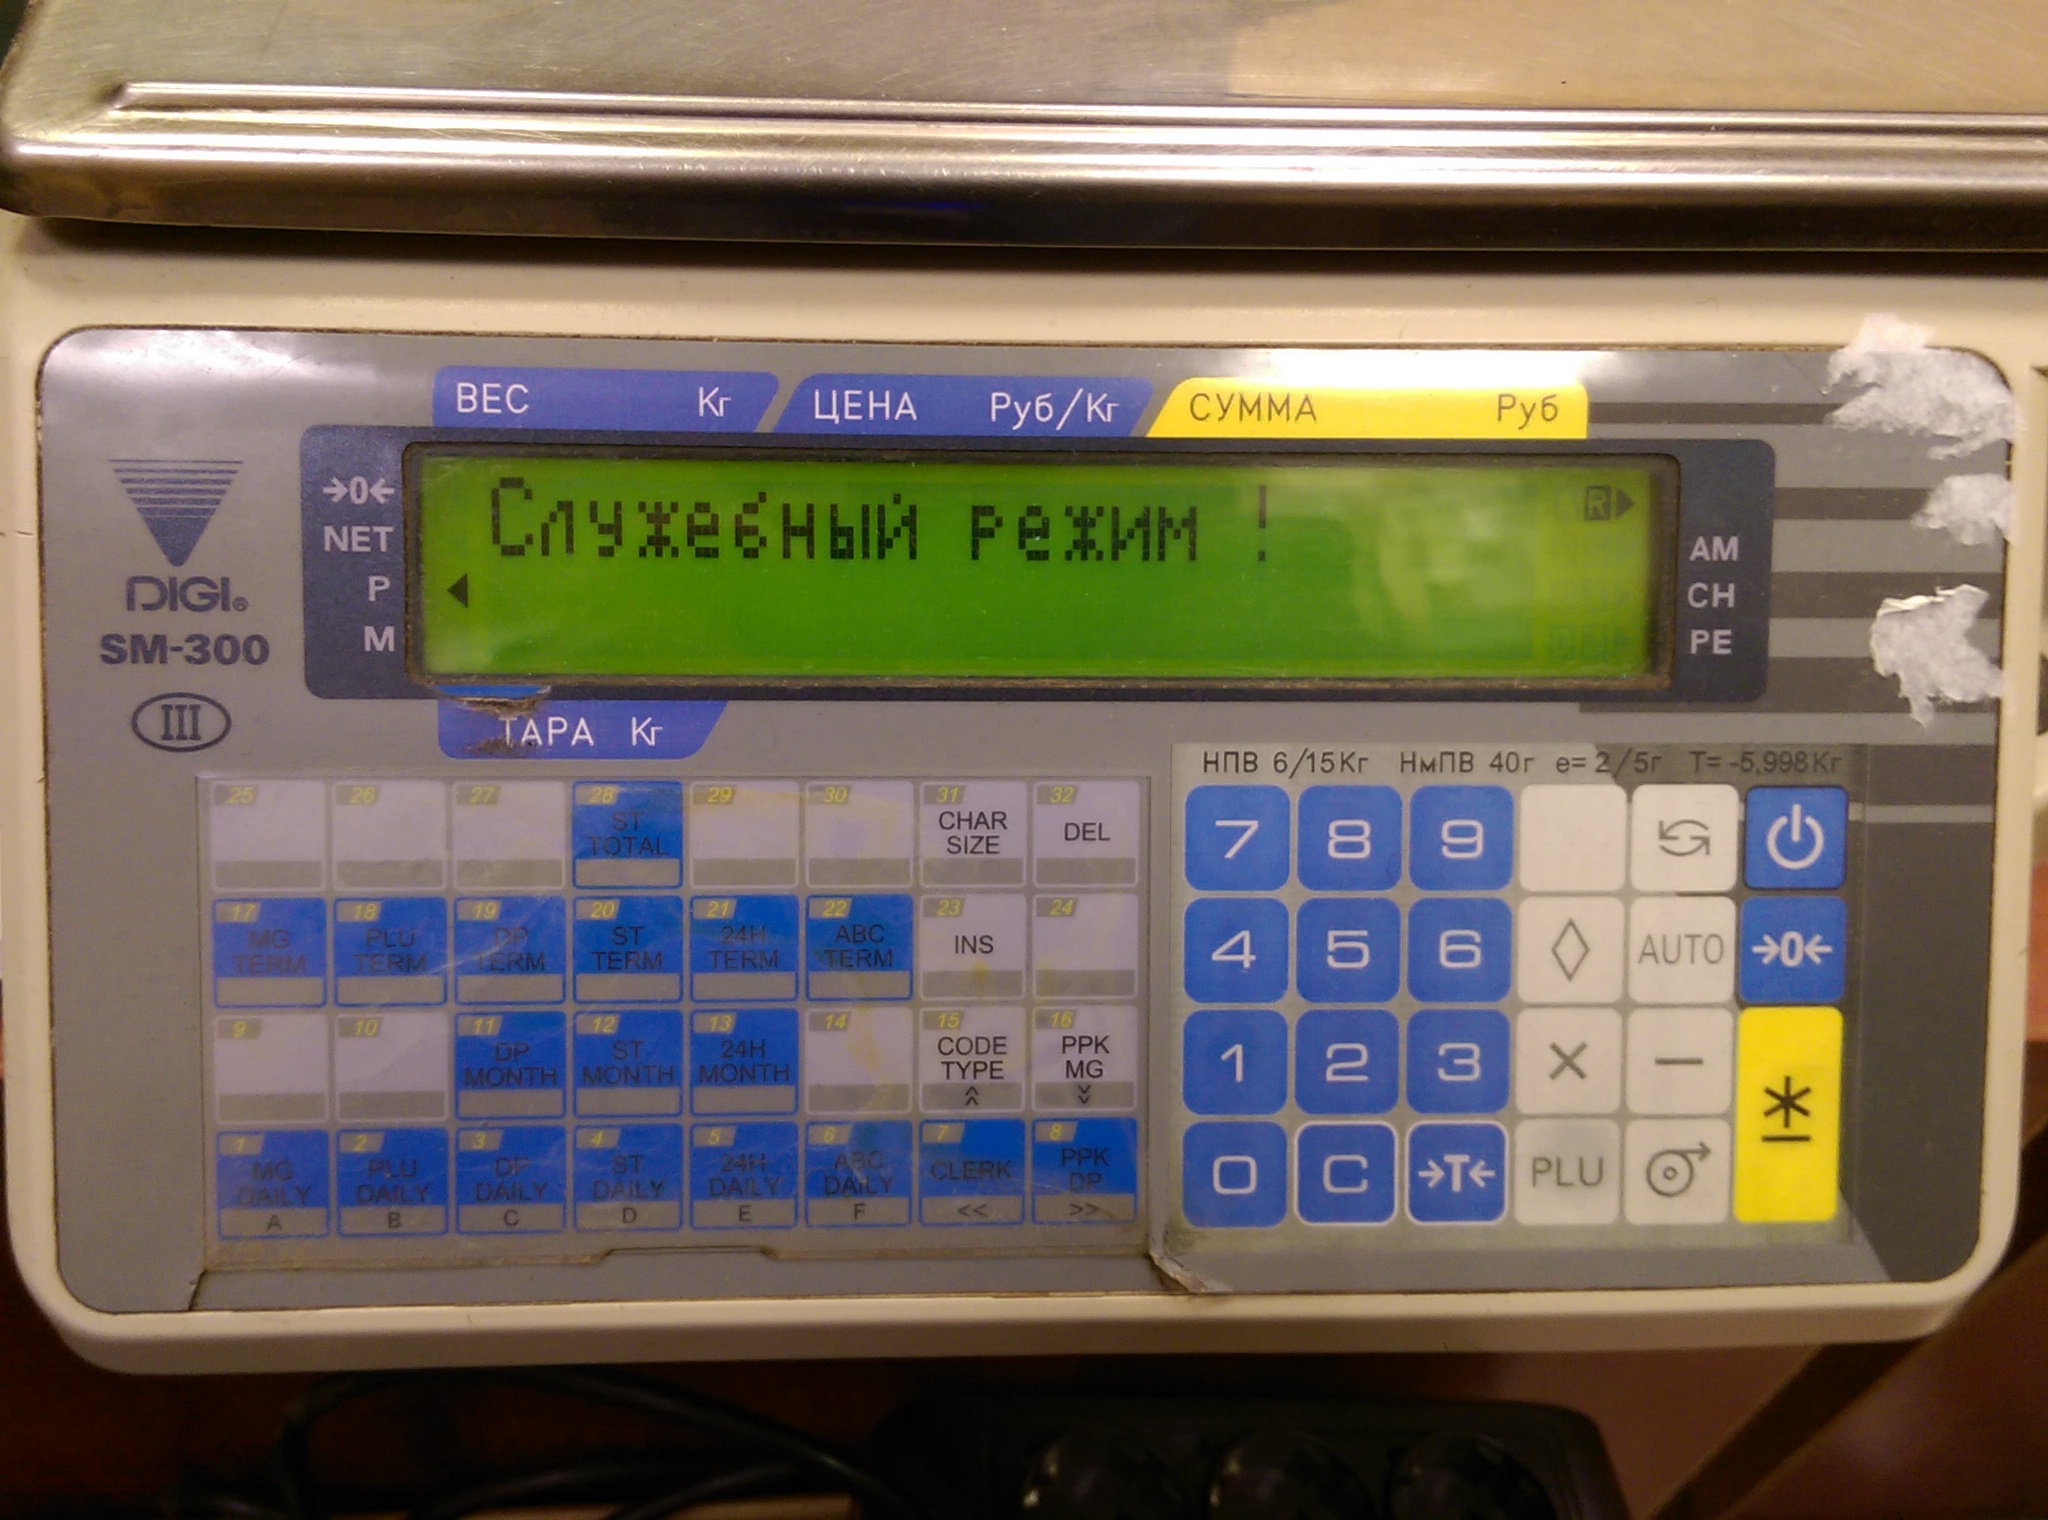 ВЕС Кг ЦЕНА Руб/Кг СУММА Руб
→0←
NET
P
M
Служебный режим !
R
AM
CH
PE
DIGI®
SM-300
III
ТАРА Кг
НПВ 6/15Кг НмПВ 40г е= 2/5г Т= -5,998Кг
25 26 27 28 ST TOTAL 29 30 31 CHAR SIZE 32 DEL
17 MG TERM 18 PLU TERM 19 DP TERM 20 ST TERM 21 24H TERM 22 ABC TERM 23 INS 24
9 10 11 DP MONTH 12 ST MONTH 13 24H MONTH 14 15 CODE TYPE 16 PPK MG
1 MG DAILY A 2 PLU DAILY B 3 DP DAILY C 4 ST DAILY D 5 24H DAILY E 6 ABC DAILY F 7 CLERK << 8 PPK DP >>
7 8 9
4 5 6 AUTO →0←
1 2 3 × — *
0 C →T← PLU